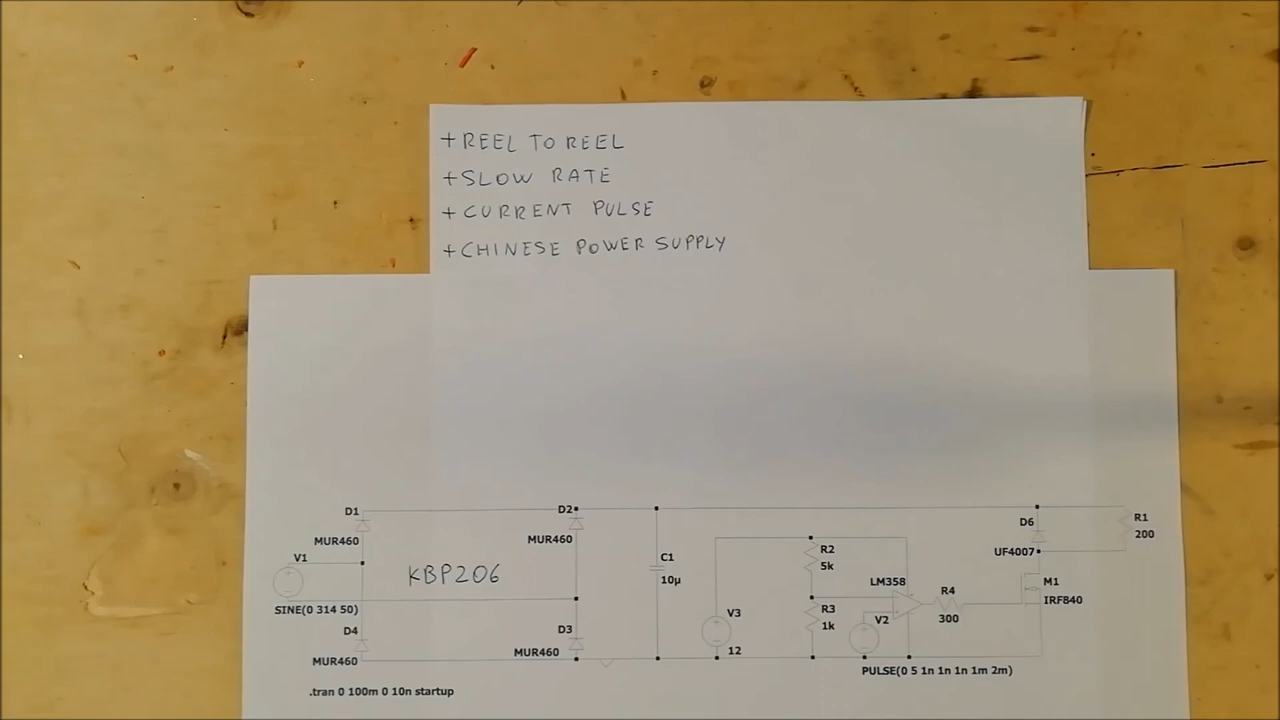 +REEL TO REEL
+SLOW RATE
+CURRENT PULSE
+CHINESE POWER SUPPLY
D1
MUR460
D2
MUR460
V1
SINE(0 314 50)
KBP206
D4
MUR460
D3
MUR460
C1
10µ
V3
12
R2
5k
R3
1k
LM358
V2
PULSE(0 5 1n 1n 1n 1m 2m)
R4
300
D6
UF4007
M1
IRF840
R1
200
.tran 0 100m 0 10n startup